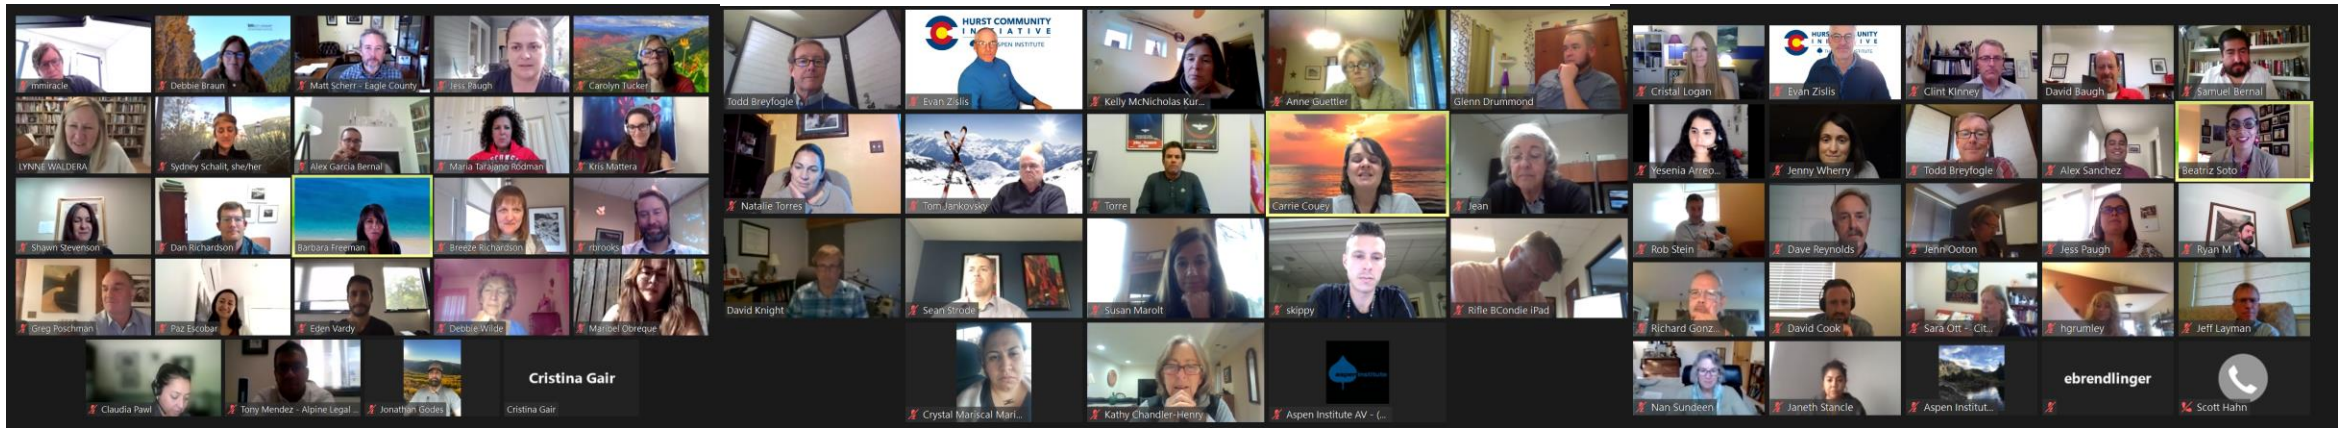 mmiracle
Debbie Braun
Matt Scherr - Eagle County
Jess Paugh
Carolyn Tucker
LYNNE WALDERA
Sydney Schalit, she/her
Alex Garcia Bernal
Maria Tarajano Rodman
Kris Mattera
Shawn Stevenson
Dan Richardson
Barbara Freeman
Breeze Richardson
rbrooks
Greg Poschman
Paz Escobar
Eden Vardy
Debbie Wilde
Maribel Obreque
Claudia Pawl
Tony Mendez - Alpine Legal ...
Jonathan Godes
Cristina Gair
Cristina Gair
HURST COMMUNITY
INITIATIVE
ASPEN INSTITUTE
Todd Breyfogle
Evan Zislis
Kelly McNicholas Kur...
Anne Guettler
Glenn Drummond
Natalie Torres
Tom Jankovsky
Torre
Carrie Couey
Jean
David Knight
Sean Strode
Susan Marolt
skippy
Rifle BCondie iPad
Crystal Mariscal Mari...
Kathy Chandler-Henry
aspen institute
Aspen Institute AV - (...
Cristal Logan
Evan Zislis
Clint Kinney
David Baugh
Samuel Bernal
Yesenia Arreo...
Jenny Wherry
Todd Breyfogle
Alex Sanchez
Beatriz Soto
Rob Stein
Dave Reynolds
Jenn Ooton
Jess Paugh
Ryan M
Richard Gonz...
David Cook
Sara Ott - Cit...
hgrumley
Jeff Layman
Nan Sundeen
Janeth Stancle
Aspen Institut...
ebrendlinger
Scott Hahn